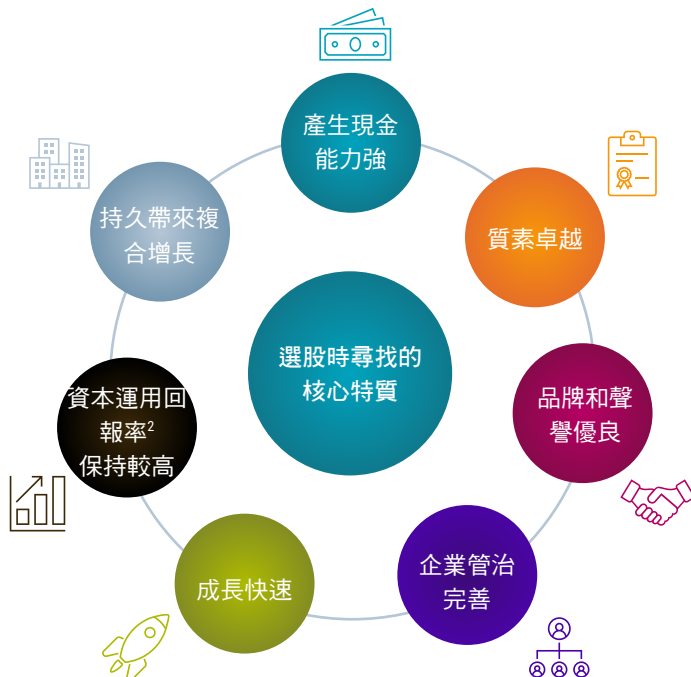 產生現金
能力強
質素卓越
品牌和聲
譽優良
企業管治
完善
成長快速
資本運用回
報率²
保持較高
持久帶來複
合增長
選股時尋找的
核心特質